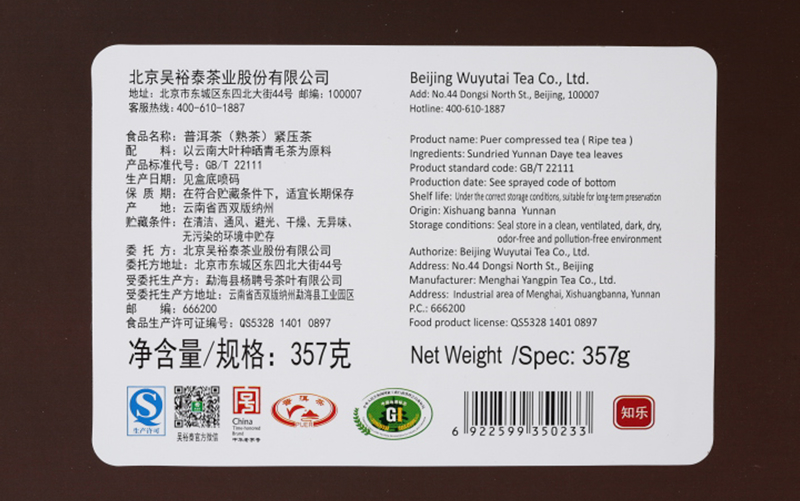 北京吴裕泰茶业股份有限公司
地址：北京市东城区东四北大街44号 邮编：100007
客服热线：400-610-1887
食品名称：普洱茶（熟茶）紧压茶
配 料：以云南大叶种晒青毛茶为原料
产品标准代号：GB/T 22111
生产日期：见盒底喷码
保 质 期：在符合贮藏条件下，适宜长期保存
产 地：云南省西双版纳州
贮藏条件：在清洁、通风、避光、干燥、无异味、
无污染的环境中贮存
委 托 方：北京吴裕泰茶业股份有限公司
委托方地址：北京市东城区东四北大街44号
受委托生产方：勐海县杨聘号茶叶有限公司
受委托生产方地址：云南省西双版纳州勐海县工业园区
邮 编：666200
食品生产许可证编号：QS5328 1401 0897
净含量/规格：357克
Beijing Wuyutai Tea Co., Ltd.
Add: No.44 Dongsi North St., Beijing, 100007
Hotline: 400-610-1887
Product name: Puer compressed tea ( Ripe tea )
Ingredients: Sundried Yunnan Daye tea leaves
Product standard code: GB/T 22111
Production date: See sprayed code of bottom
Shelf life: Under the correct storage conditions, suitable for long-term preservation
Origin: Xishuang banna Yunnan
Storage conditions: Seal store in a clean, ventilated, dark, dry,
odor-free and pollution-free environment
Authorize: Beijing Wuyutai Tea Co., Ltd.
Address: No.44 Dongsi North St., Beijing
Manufacturer: Menghai Yangpin Tea Co., Ltd.
Address: Industrial area of Menghai, Xishuangbanna, Yunnan
P.C.: 666200
Food product license: QS5328 1401 0897
Net Weight /Spec: 357g
QS
生产许可
吴裕泰官方微信
China
Time-honored
Brand
中华老字号
普洱茶
PUER
GI
6 922599 350233
知乐